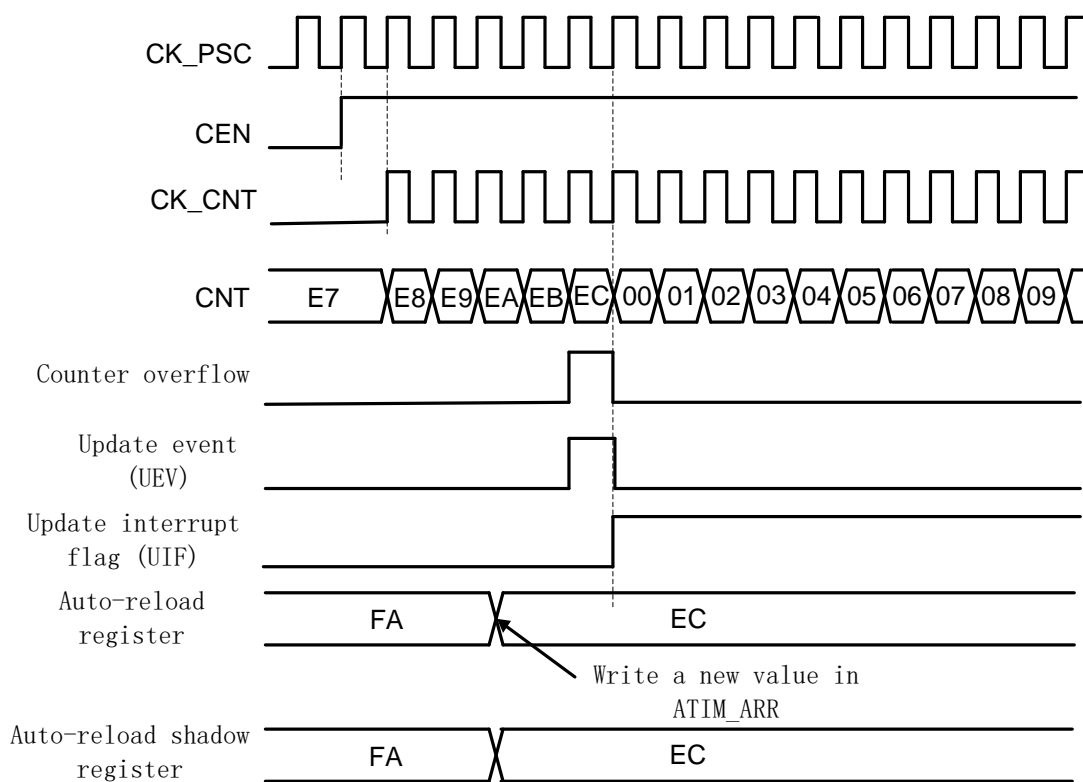 CK_PSC
CEN
CK_CNT
CNT E7 E8 E9 EA EB EC 00 01 02 03 04 05 06 07 08 09
Counter overflow
Update event
(UEV)
Update interrupt
flag (UIF)
Auto-reload
register
FA EC
Write a new value in
ATIM_ARR
Auto-reload shadow
register
FA EC